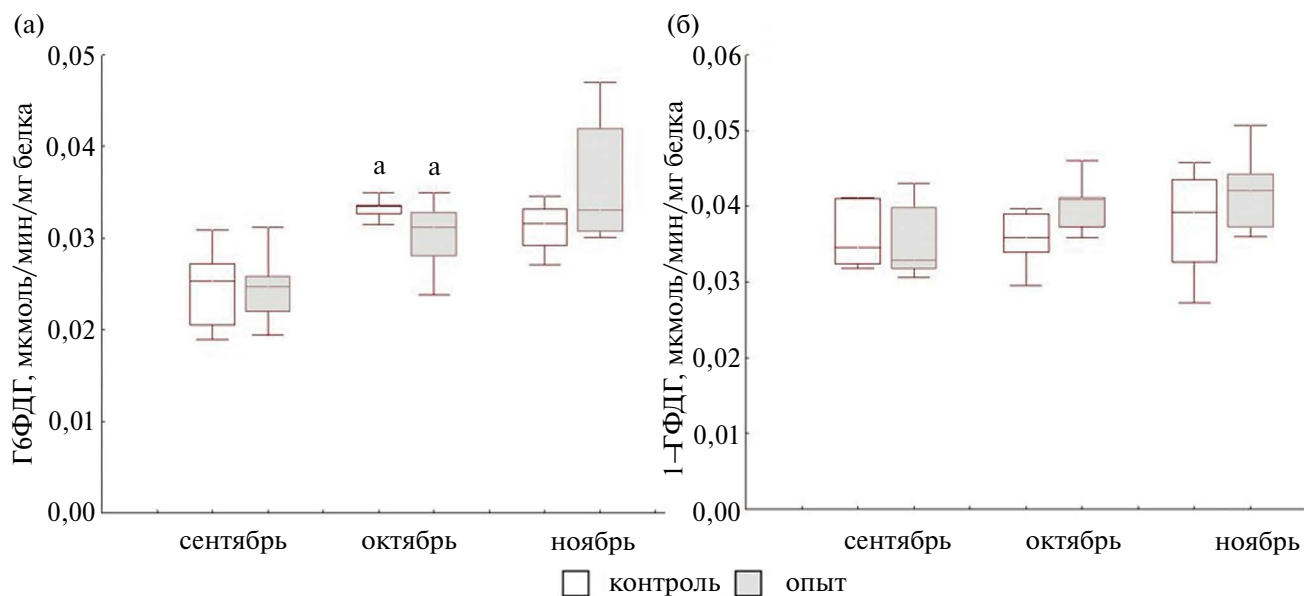 (а)
Г6ФДГ, мкмоль/мин/мг белка
0,05
0,04
0,03
0,02
0,01
0,00
а а
сентябрь октябрь ноябрь
(б)
1–ГФДГ, мкмоль/мин/мг белка
0,06
0,05
0,04
0,03
0,02
0,01
0,00
сентябрь октябрь ноябрь
контроль опыт